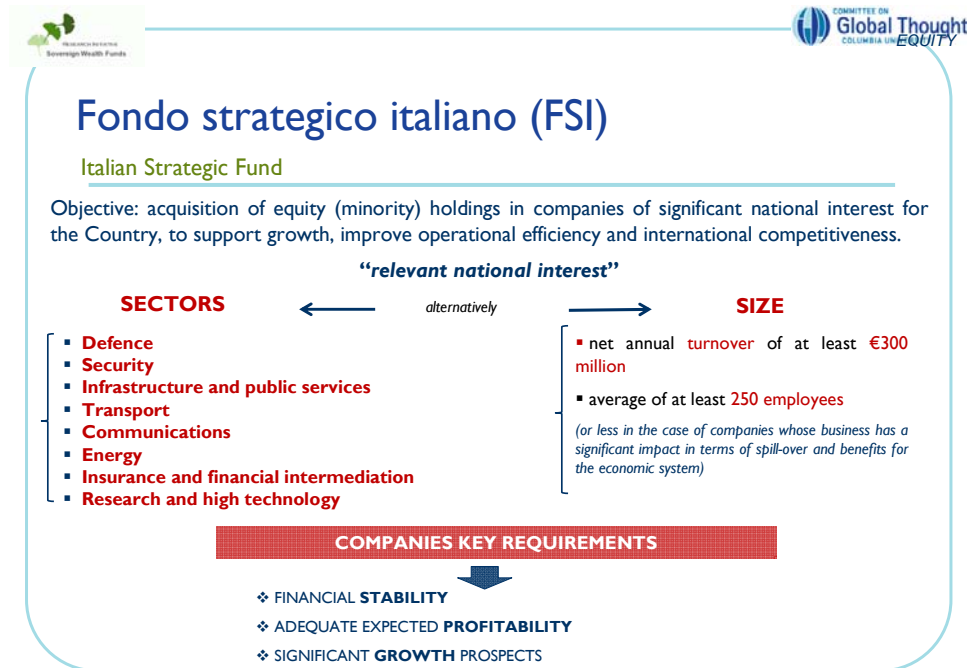 RESEARCH INITIATIVE
Sovereign Wealth Funds
COMMITTEE ON
Global Thought
COLUMBIA UNIVERSITY
EQUITY
Fondo strategico italiano (FSI)
Italian Strategic Fund
Objective: acquisition of equity (minority) holdings in companies of significant national interest for
the Country, to support growth, improve operational efficiency and international competitiveness.
“relevant national interest”
SECTORS
alternatively
SIZE
▪ Defence
▪ Security
▪ Infrastructure and public services
▪ Transport
▪ Communications
▪ Energy
▪ Insurance and financial intermediation
▪ Research and high technology
▪ net annual turnover of at least €300
million
▪ average of at least 250 employees
(or less in the case of companies whose business has a
significant impact in terms of spill-over and benefits for
the economic system)
COMPANIES KEY REQUIREMENTS
❖ FINANCIAL STABILITY
❖ ADEQUATE EXPECTED PROFITABILITY
❖ SIGNIFICANT GROWTH PROSPECTS